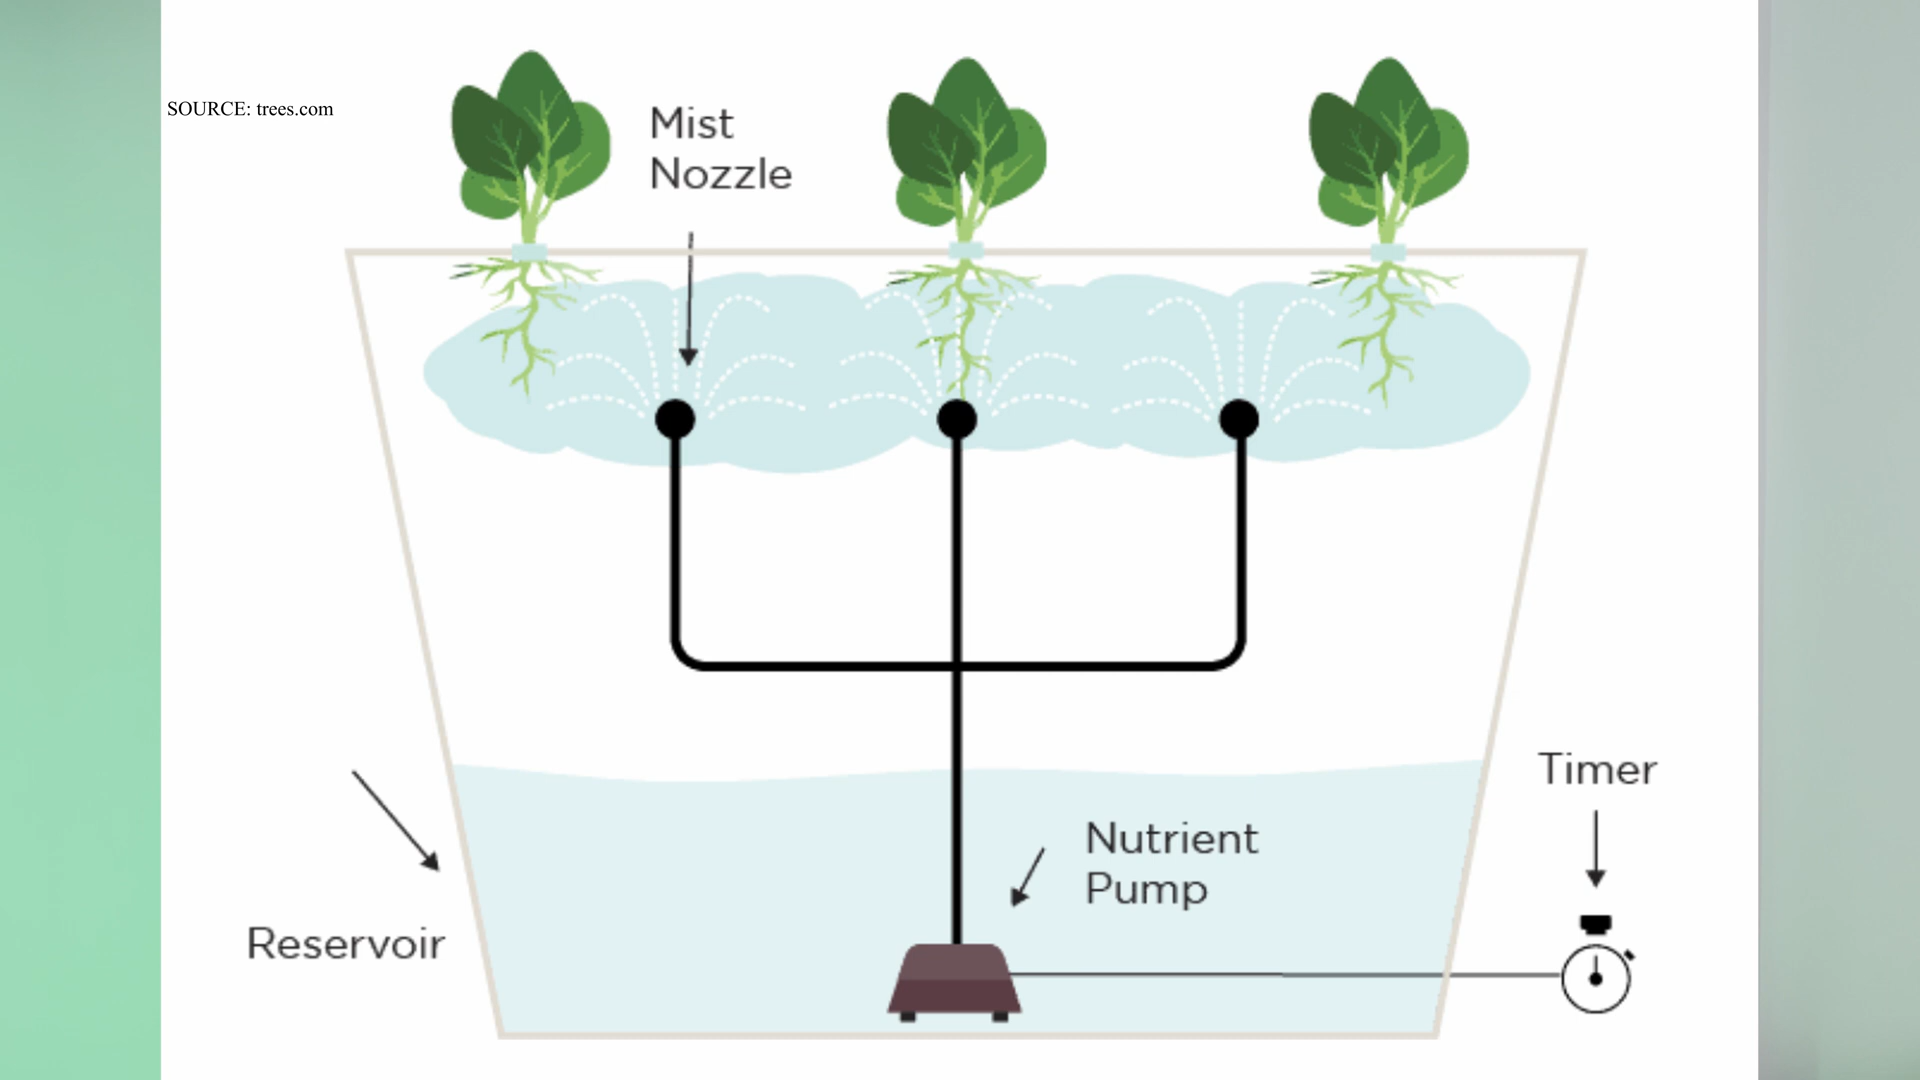 SOURCE: trees.com
Mist
Nozzle
Timer
Nutrient
Pump
Reservoir